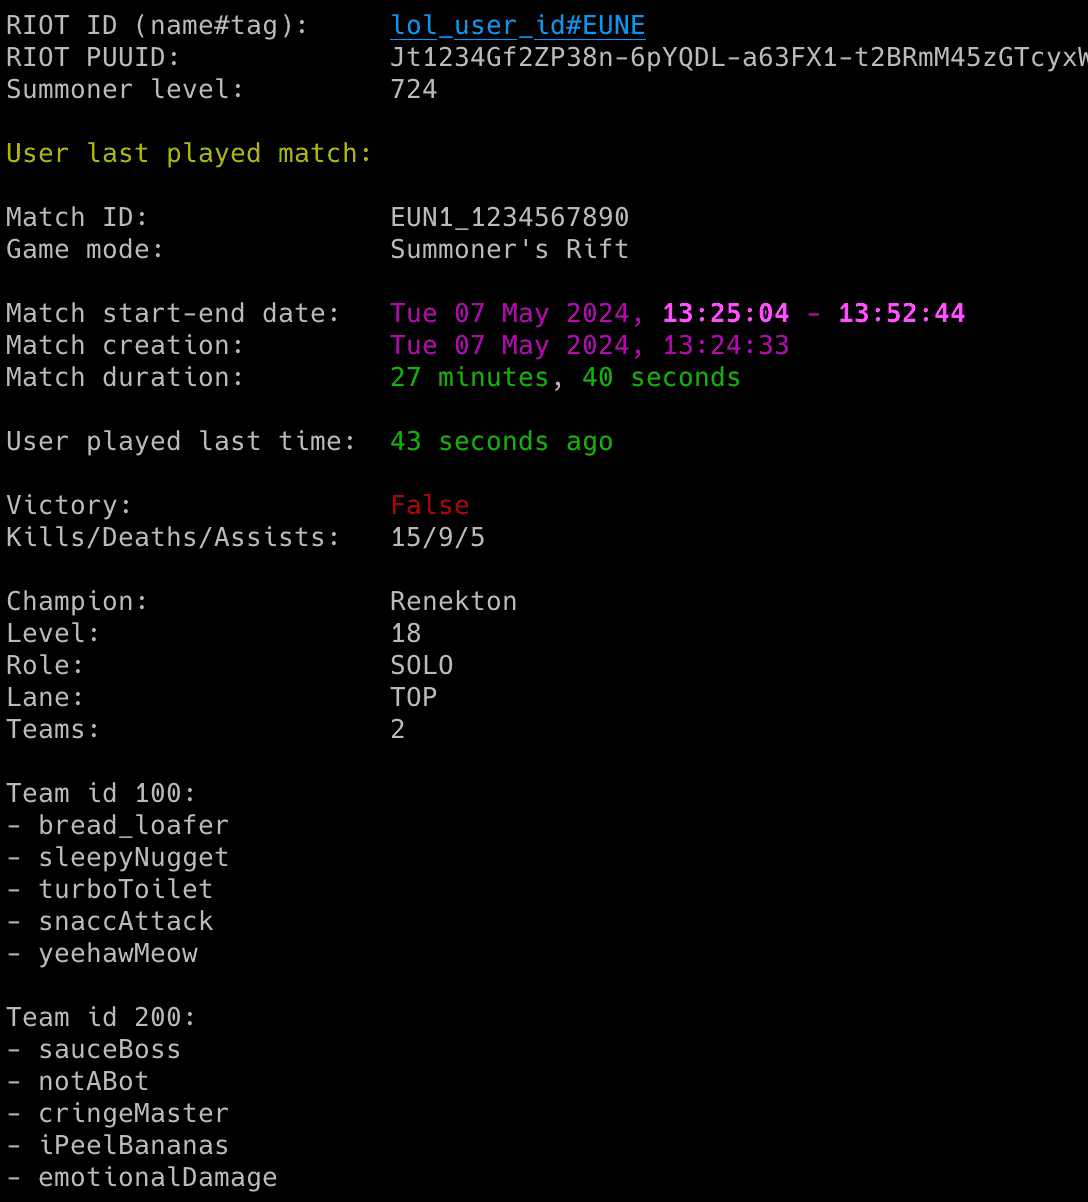 RIOT ID (name#tag): lol_user_id#EUNE
RIOT PUUID: Jt1234Gf2ZP38n-6pYQDL-a63FX1-t2BRmM45zGTcyxW
Summoner level: 724
User last played match:
Match ID: EUN1_1234567890
Game mode: Summoner's Rift
Match start-end date: Tue 07 May 2024, 13:25:04 - 13:52:44
Match creation: Tue 07 May 2024, 13:24:33
Match duration: 27 minutes, 40 seconds
User played last time: 43 seconds ago
Victory: False
Kills/Deaths/Assists: 15/9/5
Champion: Renekton
Level: 18
Role: SOLO
Lane: TOP
Teams: 2
Team id 100:
- bread_loafer
- sleepyNugget
- turboToilet
- snaccAttack
- yeehawMeow
Team id 200:
- sauceBoss
- notABot
- cringeMaster
- iPeelBananas
- emotionalDamage